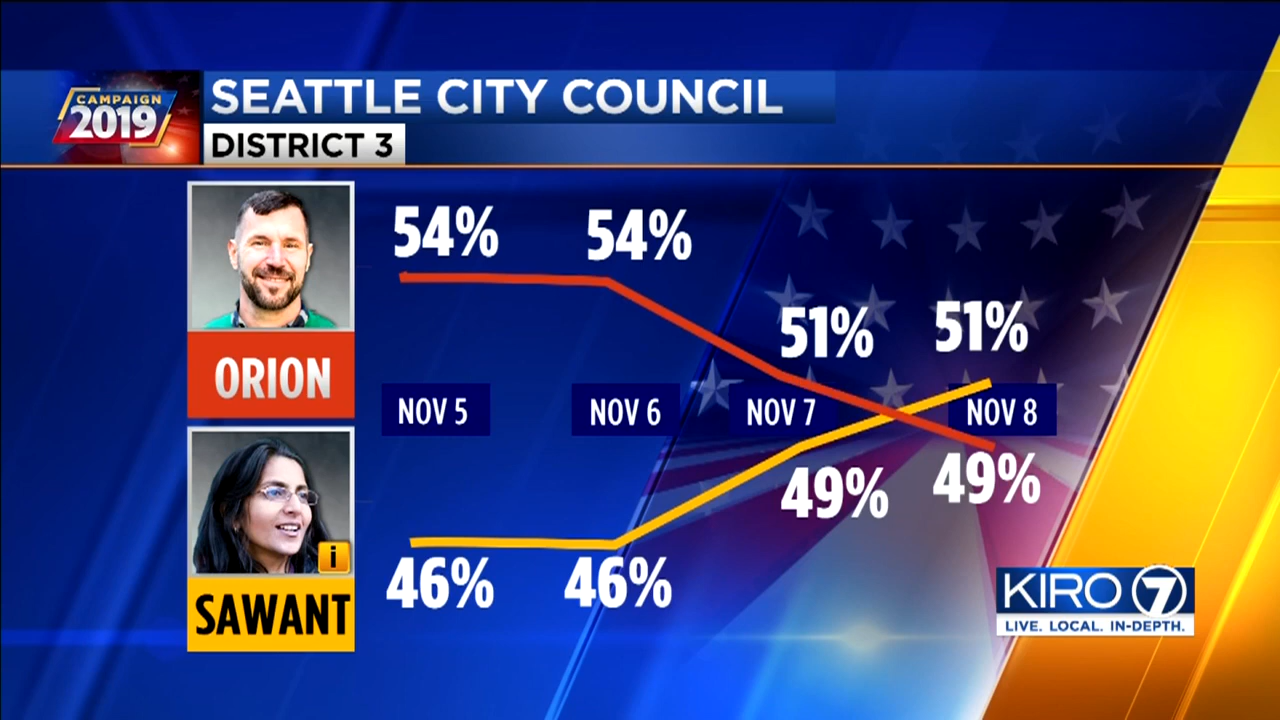 CAMPAIGN
2019
SEATTLE CITY COUNCIL
DISTRICT 3
54% 54%
51% 51%
ORION
NOV 5 NOV 6 NOV 7 NOV 8
49% 49%
i
46% 46%
SAWANT
KIRO 7
LIVE. LOCAL. IN-DEPTH.